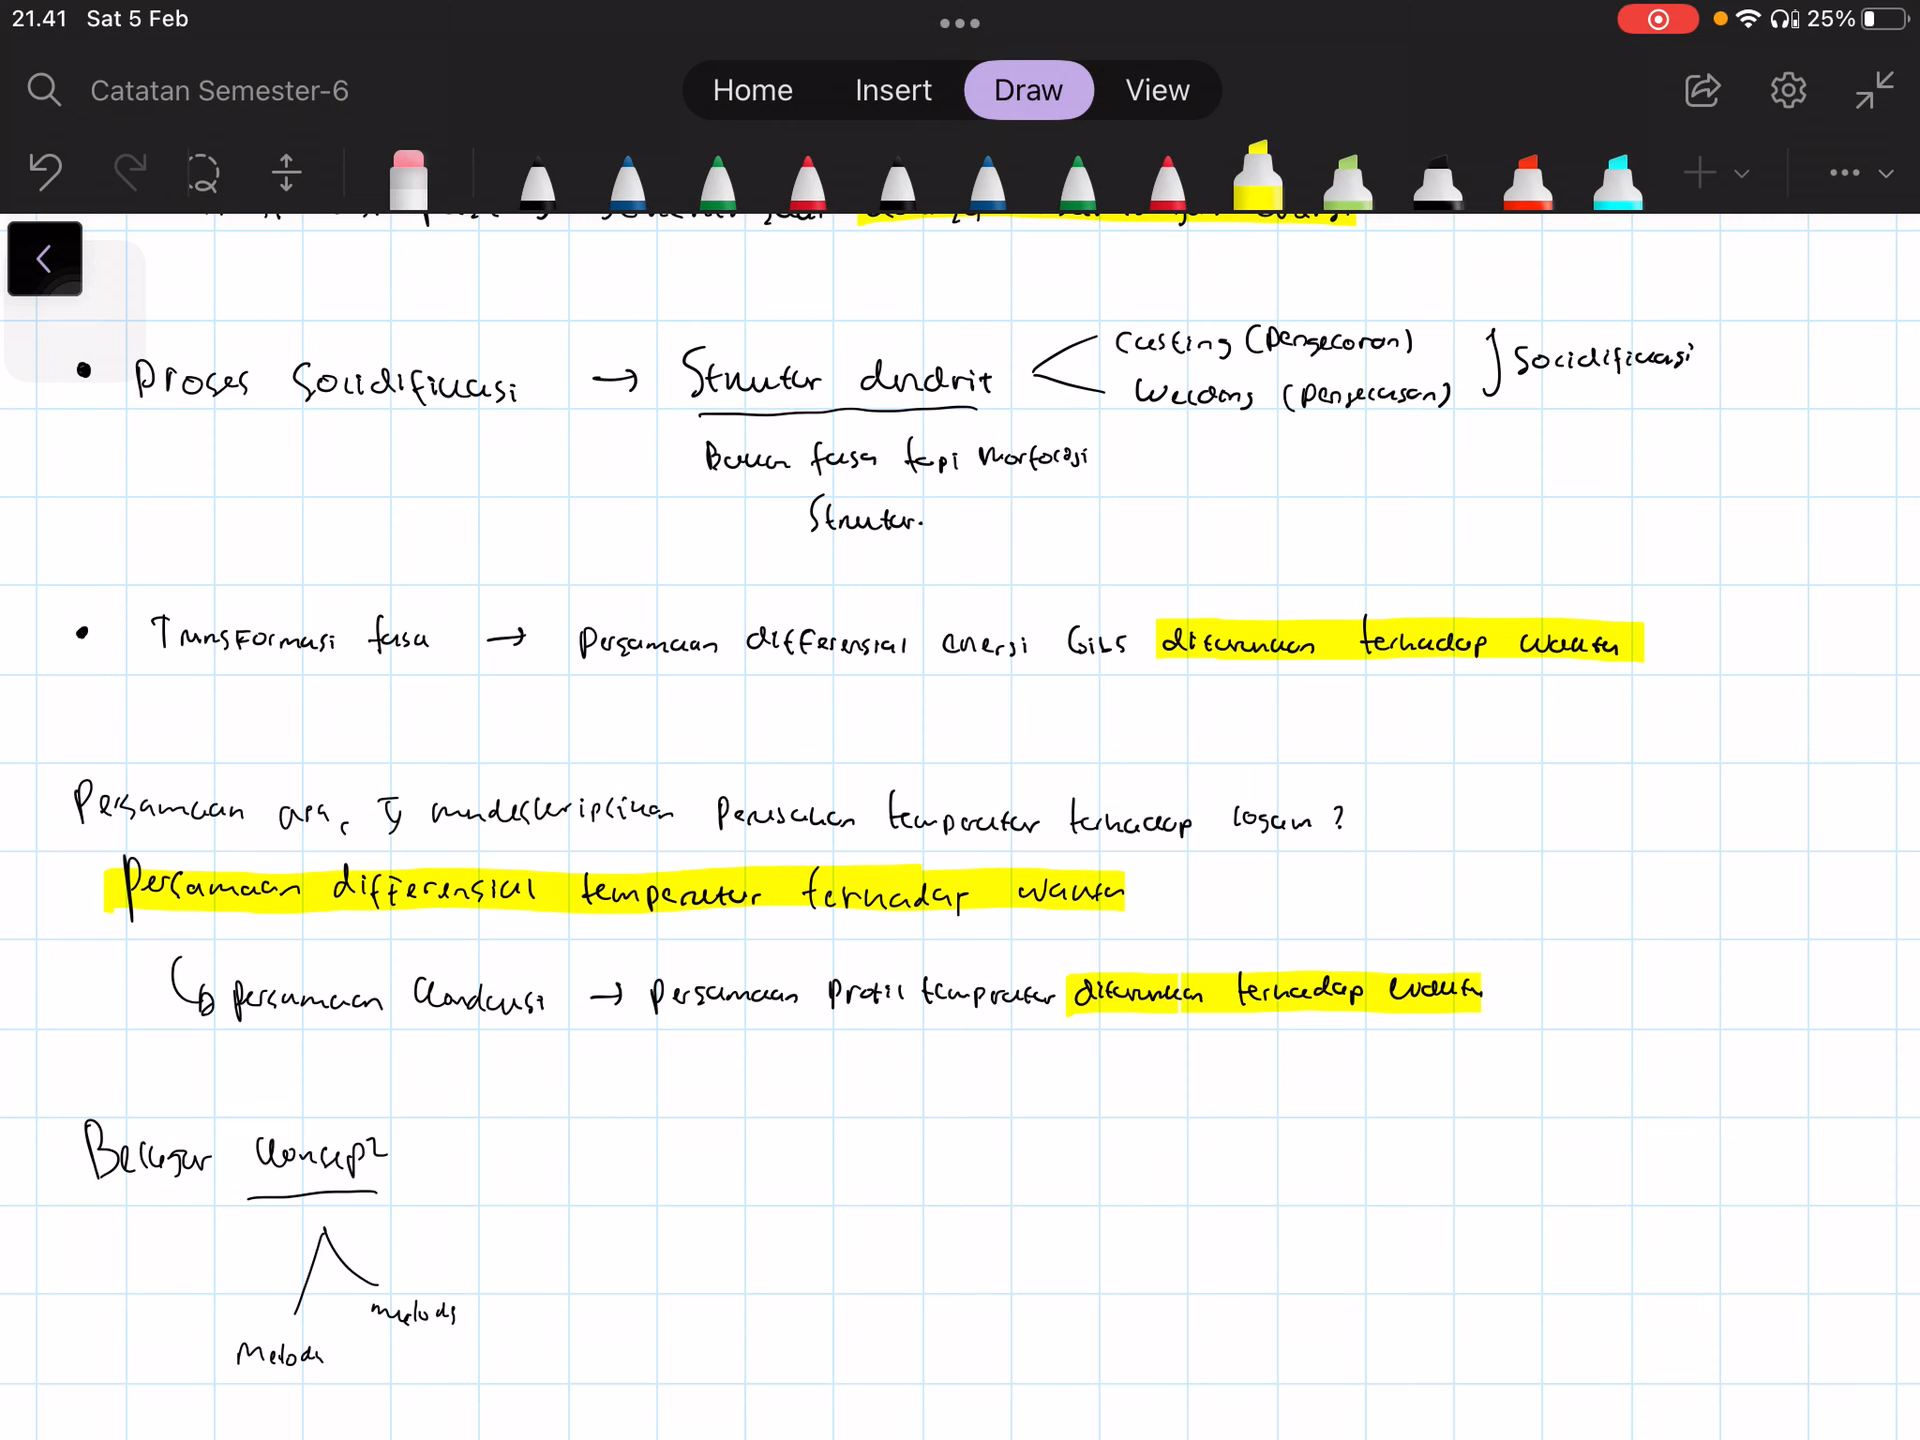 21.41 Sat 5 Feb
25%
Catatan Semester-6
Home Insert Draw View
• Proses Solidifikasi → Struktur dendrit
Casting (Pengecoran)
Welding (Pengelasan)
Solidifikasi
Bukan fasa tapi Morfologi
Struktur.
• Transformasi fasa → Persamaan differensial energi Gibs diturunkan terhadap waktu
Persamaan apa, yg mendeskripsikan Perubahan temperatur terhadap logam?
Persamaan differensial temperatur terhadap waktu
persamaan Konduksi → persamaan profil temperatur diturunkan terhadap waktu
Belajar Konsep2
metode
Metode